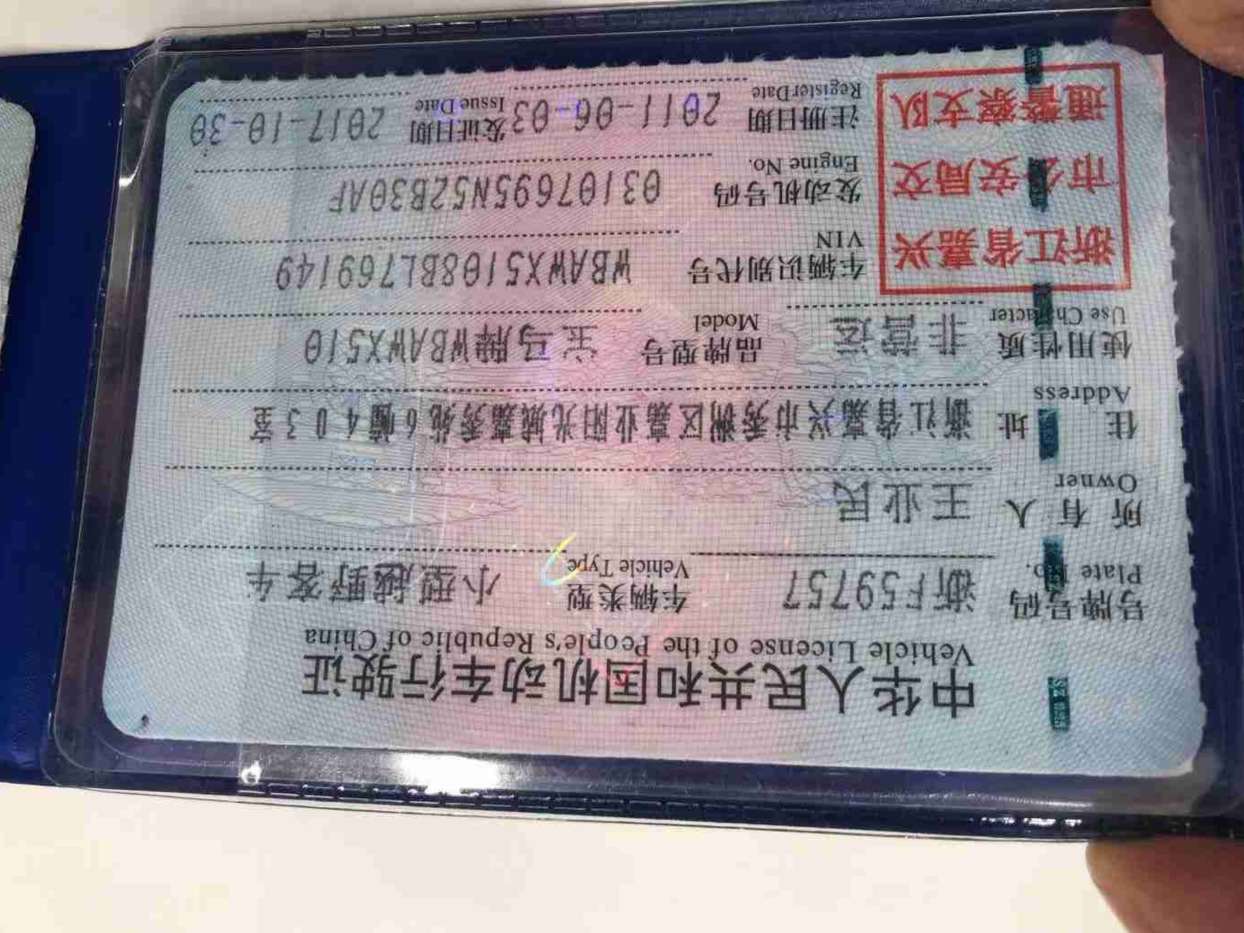 中华人民共和国机动车行驶证
Vehicle License of the People's Republic of China
号牌号码 浙F59757 车辆类型 小型越野客车
Plate No. Vehicle Type
所有人 王业民
Owner
住址 浙江省嘉兴市秀洲区嘉业阳光城嘉秀苑6幢403室
Address
使用性质 非营运 品牌型号 宝马牌WBAWX510
Use Character Model
浙江省嘉兴
市公安局交
通警察支队
车辆识别代号 WBAWX5108BL769149
VIN
发动机号码 03107695N52B30AF
Engine No.
注册日期 2011-06-03 发证日期 2017-10-30
Register Date Issue Date